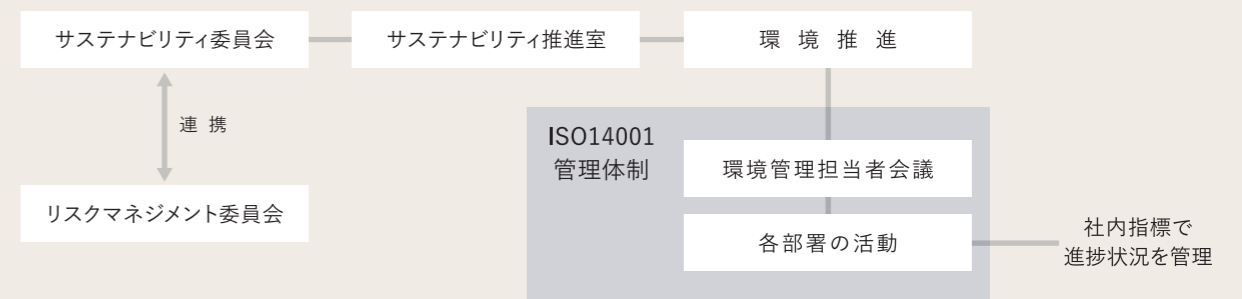 サステナビリティ委員会
サステナビリティ推進室
環境推進
連携
ISO14001
管理体制
環境管理担当者会議
リスクマネジメント委員会
各部署の活動
社内指標で
進捗状況を管理